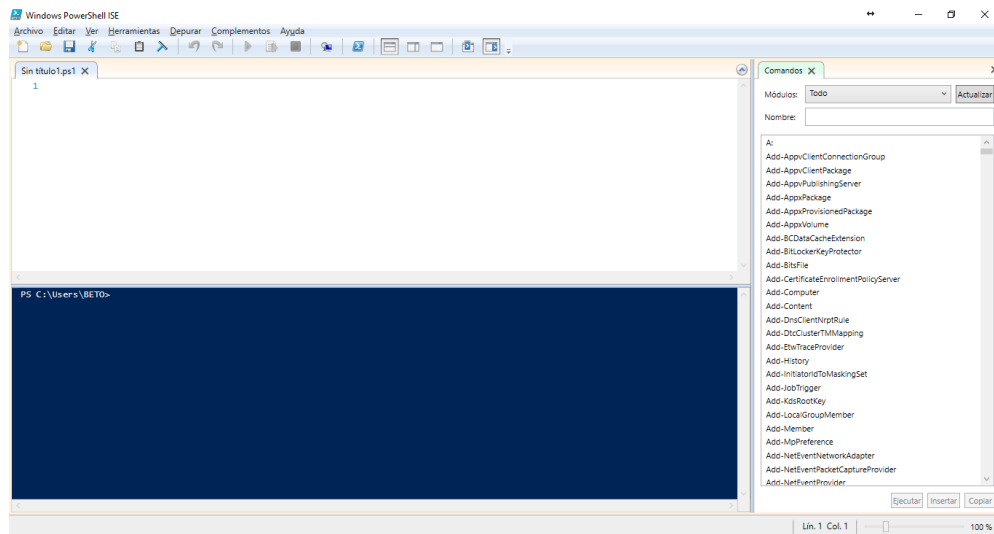 Windows PowerShell ISE
Archivo Editar Ver Herramientas Depurar Complementos Ayuda
Sin título1.ps1
1
PS C:\Users\BETO>
Comandos
Módulos: Todo Actualizar
Nombre:
A:
Add-AppvClientConnectionGroup
Add-AppvClientPackage
Add-AppvPublishingServer
Add-AppxPackage
Add-AppxProvisionedPackage
Add-AppxVolume
Add-BCDataCacheExtension
Add-BitLockerKeyProtector
Add-BitsFile
Add-CertificateEnrollmentPolicyServer
Add-Computer
Add-Content
Add-DnsClientNrptRule
Add-DtcClusterTMMapping
Add-EtwTraceProvider
Add-History
Add-InitiatorIdToMaskingSet
Add-JobTrigger
Add-KdsRootKey
Add-LocalGroupMember
Add-Member
Add-MpPreference
Add-NetEventNetworkAdapter
Add-NetEventPacketCaptureProvider
Add-NetEventProvider
Ejecutar Insertar Copiar
Lín. 1 Col. 1 100 %